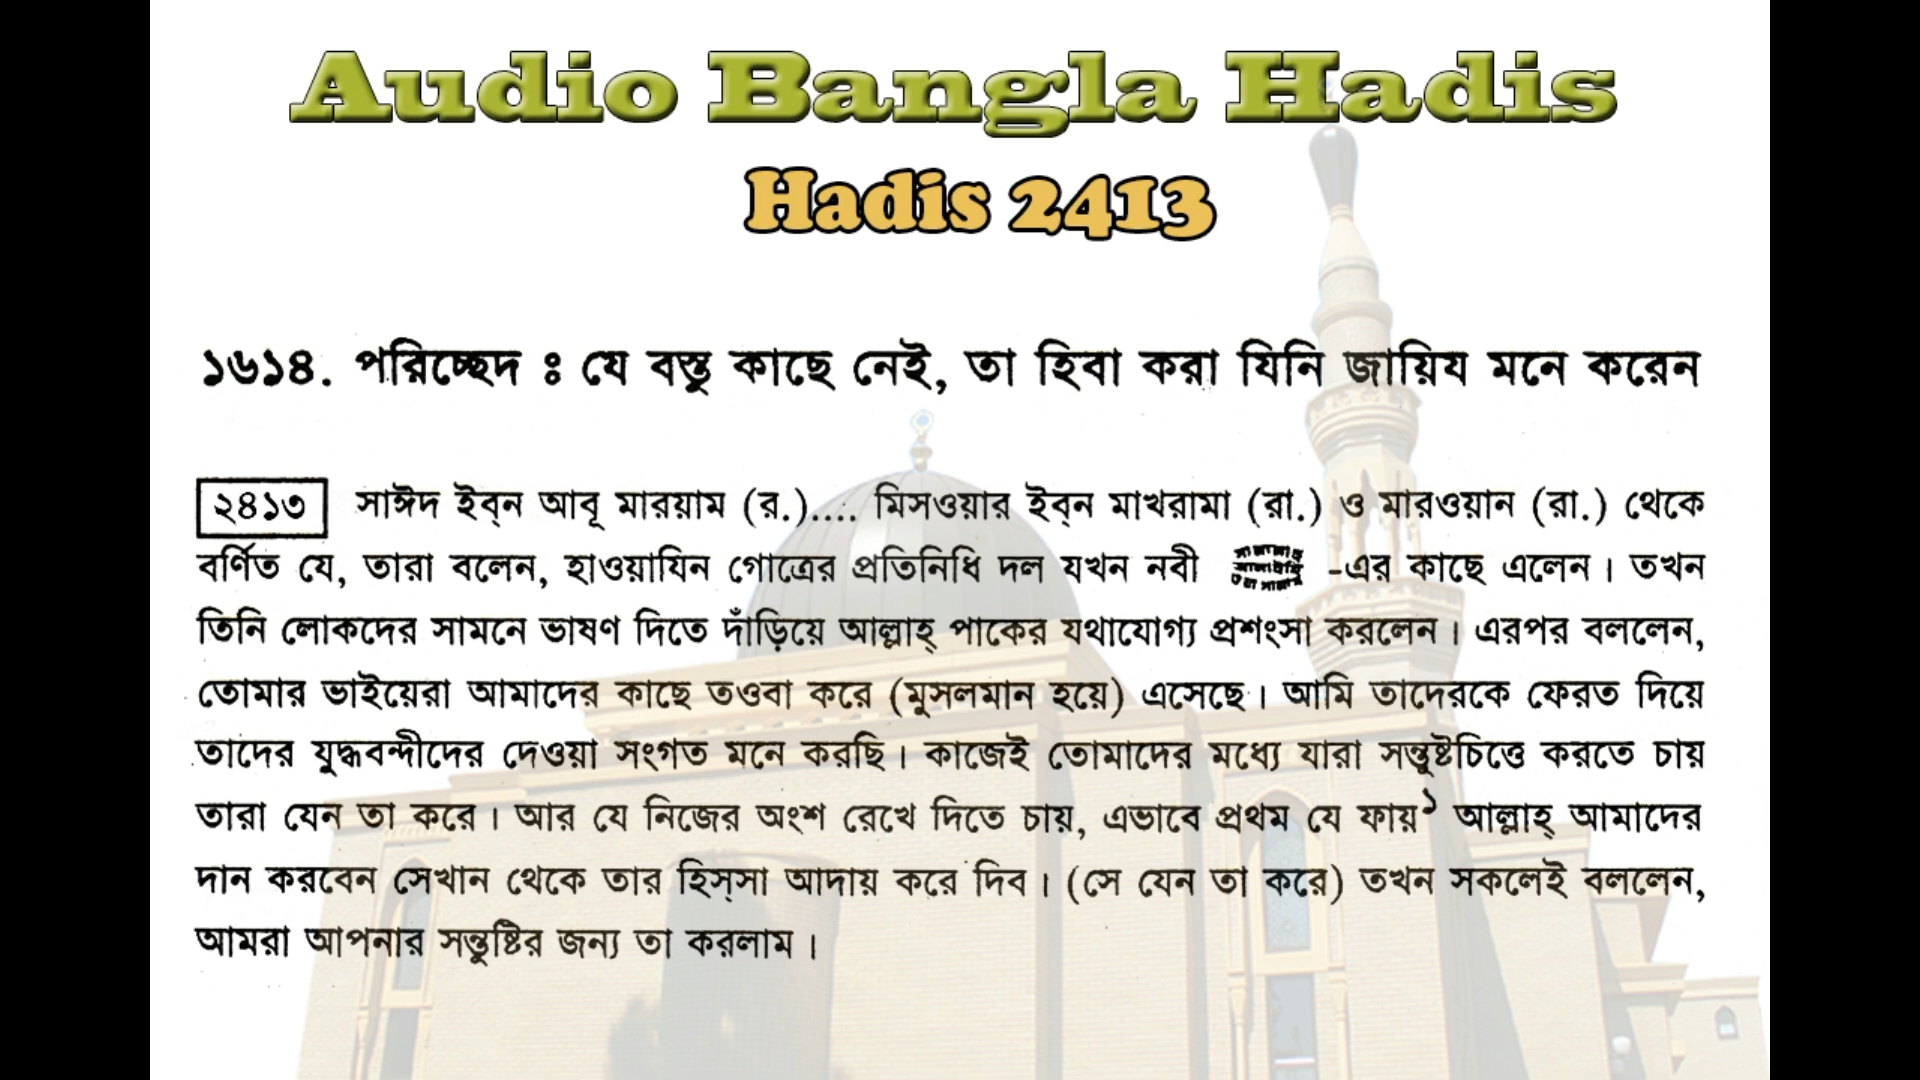 Audio Bangla Hadis
Hadis 2413
১৬১৪. পরিচ্ছেদ ঃ যে বস্তু কাছে নেই, তা হিবা করা যিনি জায়িয মনে করেন
২৪১৩ সাঈদ ইব্‌ন আবূ মারয়াম (র.).... মিসওয়ার ইব্‌ন মাখরামা (রা.) ও মারওয়ান (রা.) থেকে
বর্ণিত যে, তারা বলেন, হাওয়াযিন গোত্রের প্রতিনিধি দল যখন নবী -এর কাছে এলেন। তখন
তিনি লোকদের সামনে ভাষণ দিতে দাঁড়িয়ে আল্লাহ্ পাকের যথাযোগ্য প্রশংসা করলেন। এরপর বললেন,
তোমার ভাইয়েরা আমাদের কাছে তওবা করে (মুসলমান হয়ে) এসেছে। আমি তাদেরকে ফেরত দিয়ে
তাদের যুদ্ধবন্দীদের দেওয়া সংগত মনে করছি। কাজেই তোমাদের মধ্যে যারা সন্তুষ্টচিত্তে করতে চায়
তারা যেন তা করে। আর যে নিজের অংশ রেখে দিতে চায়, এভাবে প্রথম যে ফায়১ আল্লাহ্ আমাদের
দান করবেন সেখান থেকে তার হিস্‌সা আদায় করে দিব। (সে যেন তা করে) তখন সকলেই বললেন,
আমরা আপনার সন্তুষ্টির জন্য তা করলাম।